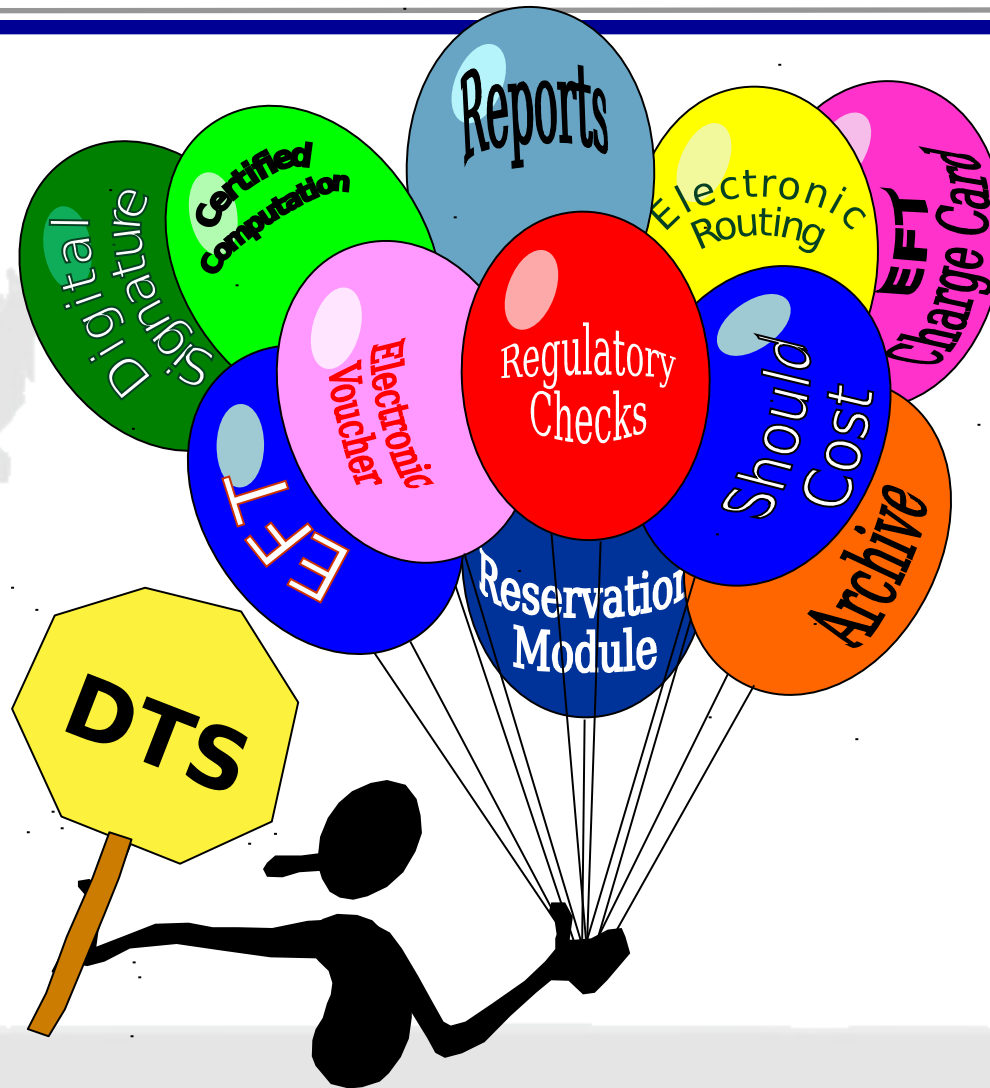 Reports
Certified
Computation
Digital
Signature
Electronic
Routing
EFT
Charge Card
Electronic
Voucher
Regulatory
Checks
Should
Cost
EFT
Archive
Reservation
Module
DTS